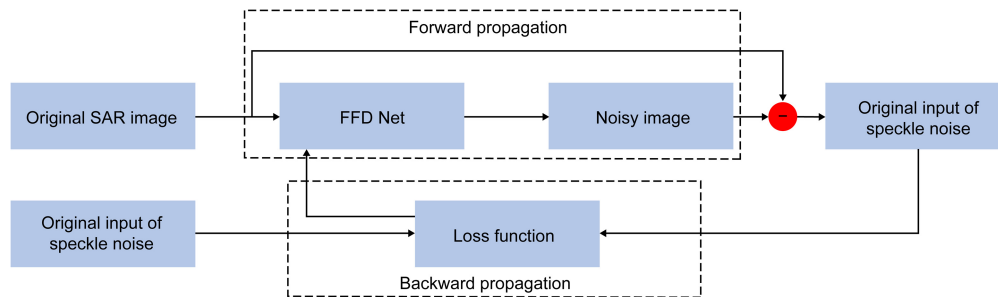 Forward propagation
Original SAR image
FFD Net
Noisy image
−
Original input of
speckle noise
Original input of
speckle noise
Loss function
Backward propagation